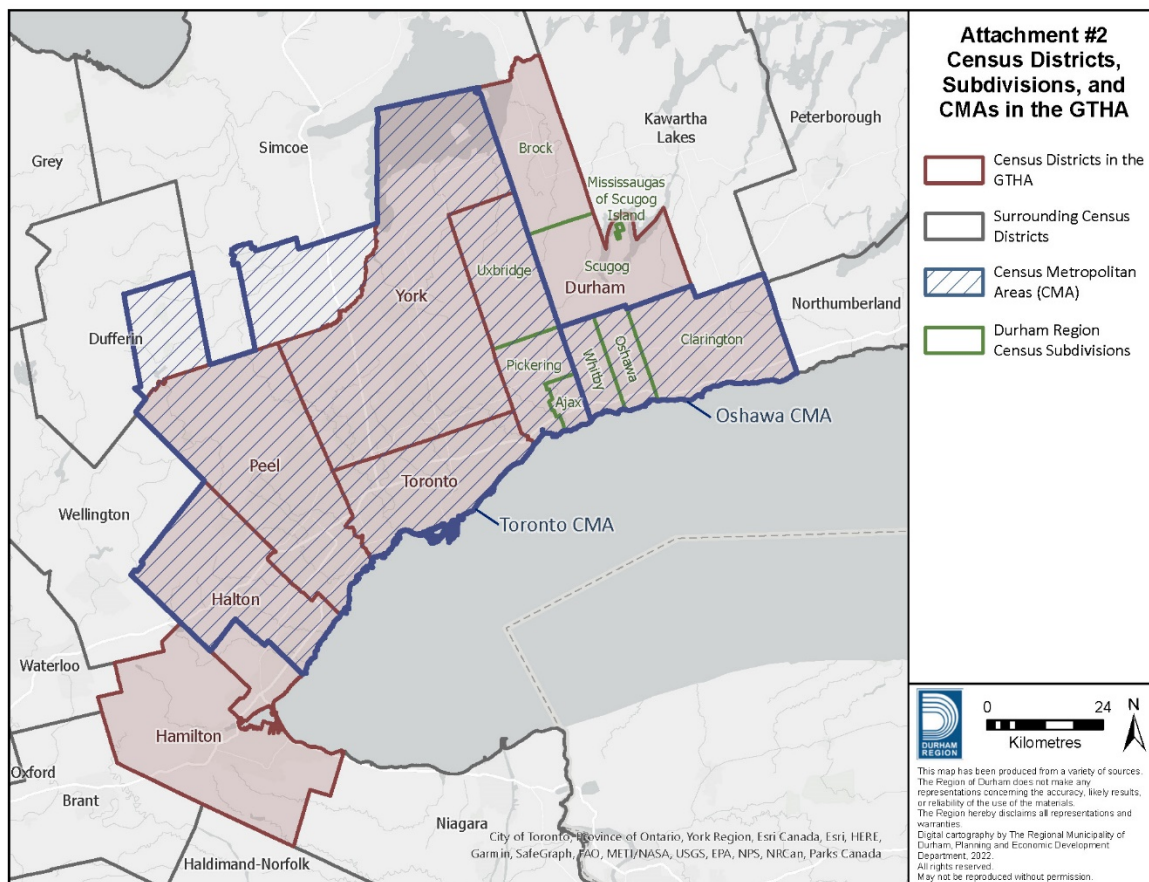 Attachment #2
Census Districts,
Subdivisions, and
CMAs in the GTHA
Census Districts in the
GTHA
Surrounding Census
Districts
Census Metropolitan
Areas (CMA)
Durham Region
Census Subdivisions
Grey
Simcoe
Kawartha
Lakes
Peterborough
Brock
Mississaugas
of Scugog
Island
Uxbridge
Scugog
Durham
York
Dufferin
Northumberland
Pickering
Whitby
Oshawa
Clarington
Ajax
Oshawa CMA
Peel
Toronto
Toronto CMA
Wellington
Halton
Waterloo
Hamilton
Oxford
Brant
Niagara
Haldimand-Norfolk
City of Toronto, Province of Ontario, York Region, Esri Canada, Esri, HERE,
Garmin, SafeGraph, FAO, METI/NASA, USGS, EPA, NPS, NRCan, Parks Canada
DURHAM
REGION
0 24
Kilometres
N
This map has been produced from a variety of sources.
The Region of Durham does not make any
representations concerning the accuracy, likely results,
or reliability of the use of the materials.
The Region hereby disclaims all representations and
warranties.
Digital cartography by The Regional Municipality of
Durham, Planning and Economic Development
Department, 2022.
All rights reserved.
May not be reproduced without permission.